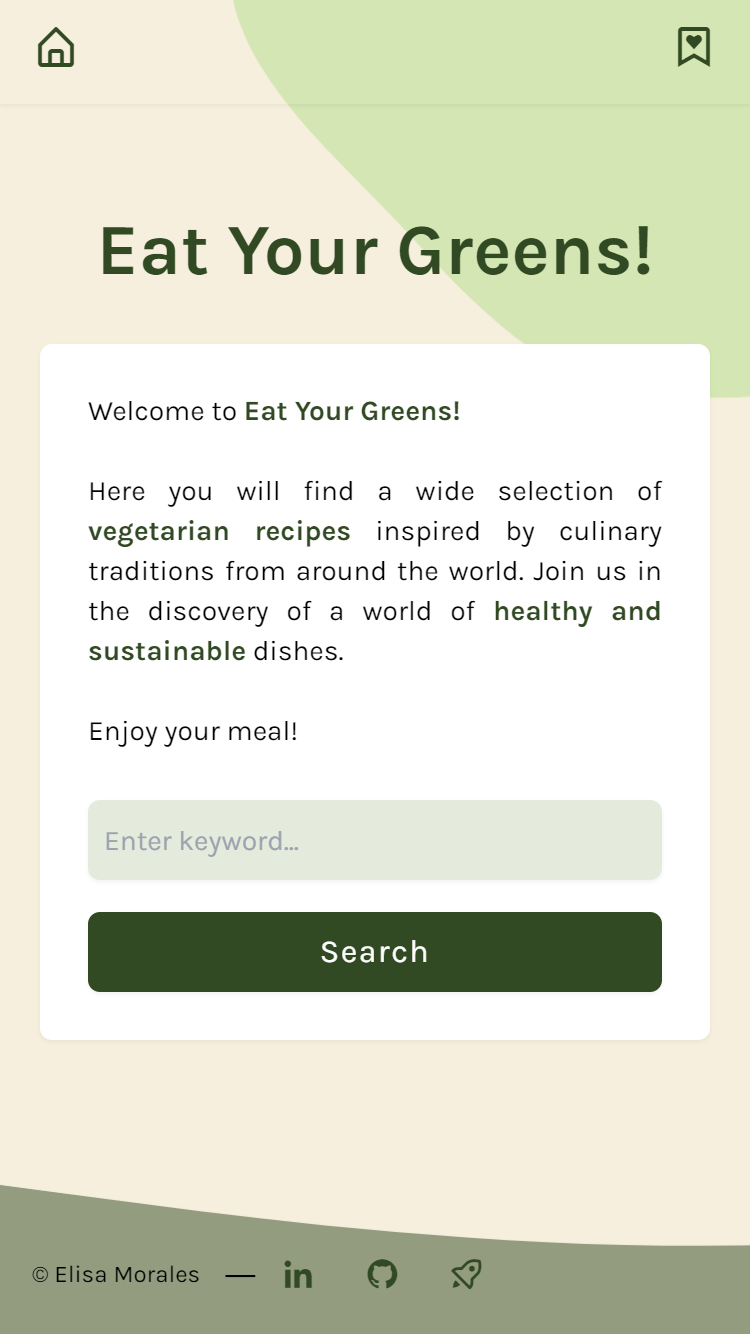 Eat Your Greens!
Welcome to Eat Your Greens!
Here you will find a wide selection of
vegetarian recipes inspired by culinary
traditions from around the world. Join us in
the discovery of a world of healthy and
sustainable dishes.
Enjoy your meal!
Enter keyword...
Search
© Elisa Morales — in